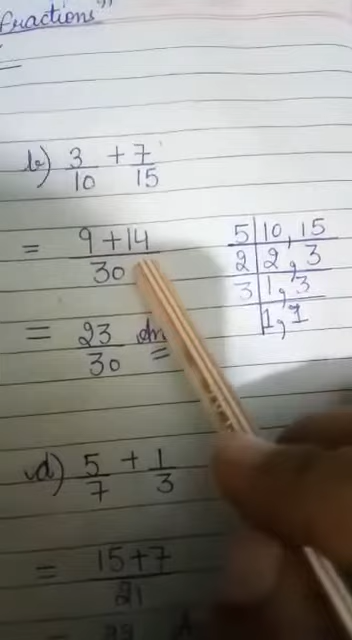 fractions"
b) 3/10 + 7/15
= 9+14/30
= 23/30 Ans
5 | 10, 15
2 | 2, 3
3 | 1, 3
1, 1
d) 5/7 + 1/3
= 15+7/21
=